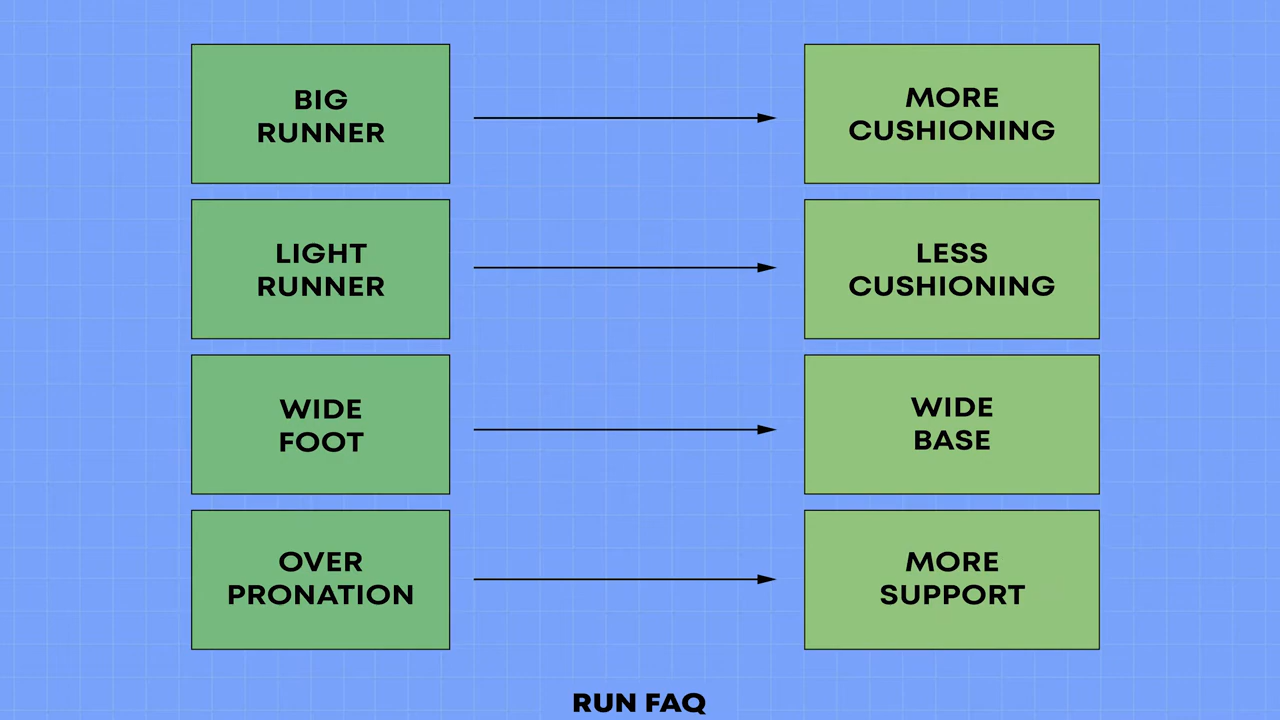 BIG
RUNNER
MORE
CUSHIONING
LIGHT
RUNNER
LESS
CUSHIONING
WIDE
FOOT
WIDE
BASE
OVER
PRONATION
MORE
SUPPORT
RUN FAQ